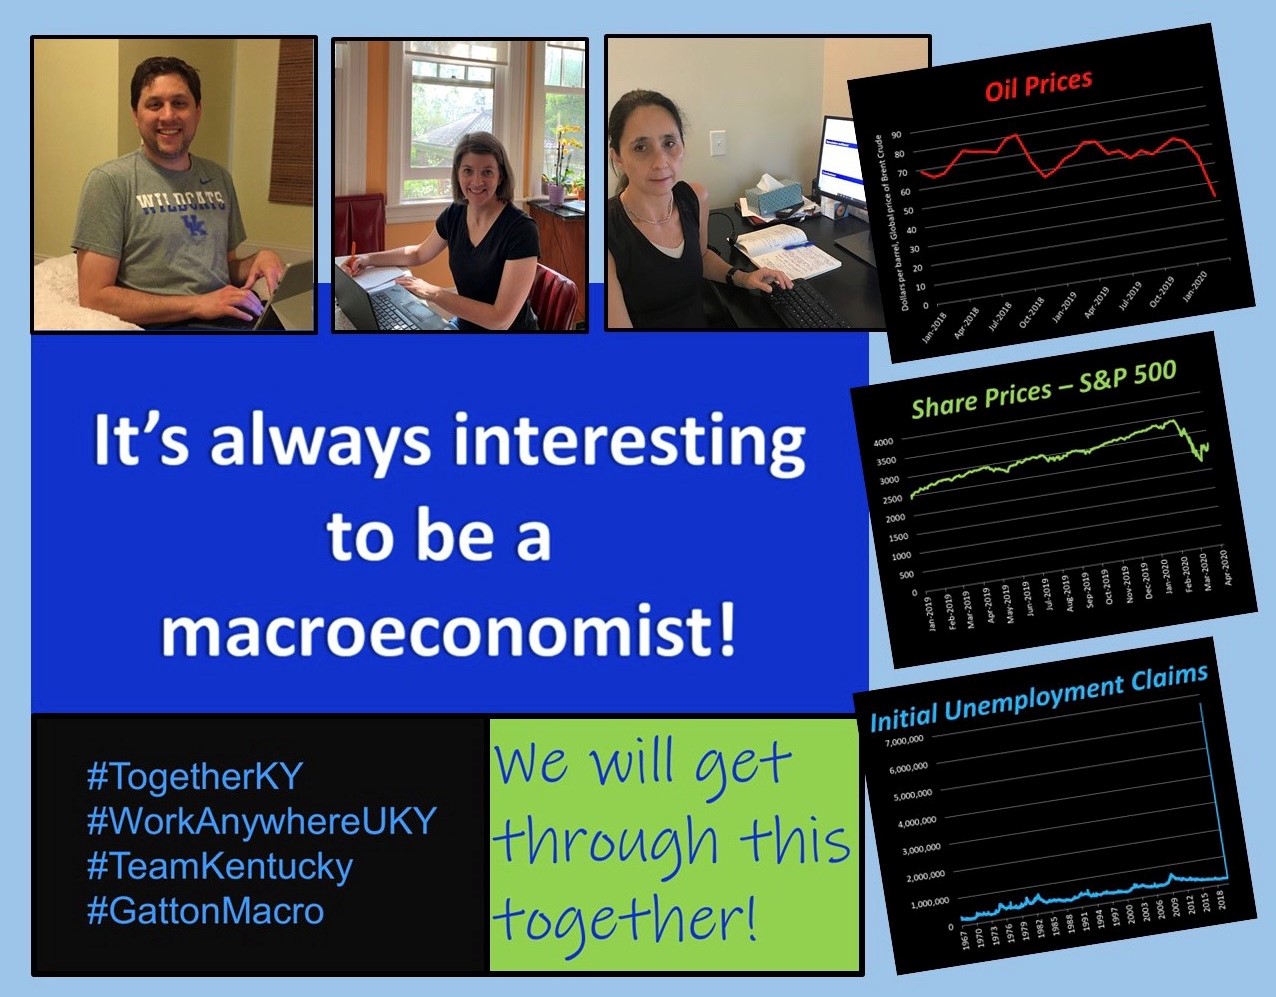 WILDCATS
UK
It's always interesting
to be a
macroeconomist!
#TogetherKY
#WorkAnywhereUKY
#TeamKentucky
#GattonMacro
We will get
through this
together!
Oil Prices
Dollars per barrel, Global price of Brent Crude
90
80
70
60
50
40
30
20
10
0
Jan-2018
Apr-2018
Jul-2018
Oct-2018
Jan-2019
Apr-2019
Jul-2019
Oct-2019
Jan-2020
Share Prices – S&P 500
4000
3500
3000
2500
2000
1500
1000
500
0
Jan-2019
Feb-2019
Mar-2019
Apr-2019
May-2019
Jun-2019
Jul-2019
Aug-2019
Sep-2019
Oct-2019
Nov-2019
Dec-2019
Jan-2020
Feb-2020
Mar-2020
Apr-2020
Initial Unemployment Claims
7,000,000
6,000,000
5,000,000
4,000,000
3,000,000
2,000,000
1,000,000
0
1967
1970
1973
1976
1979
1982
1985
1988
1991
1994
1997
2000
2003
2006
2009
2012
2015
2018